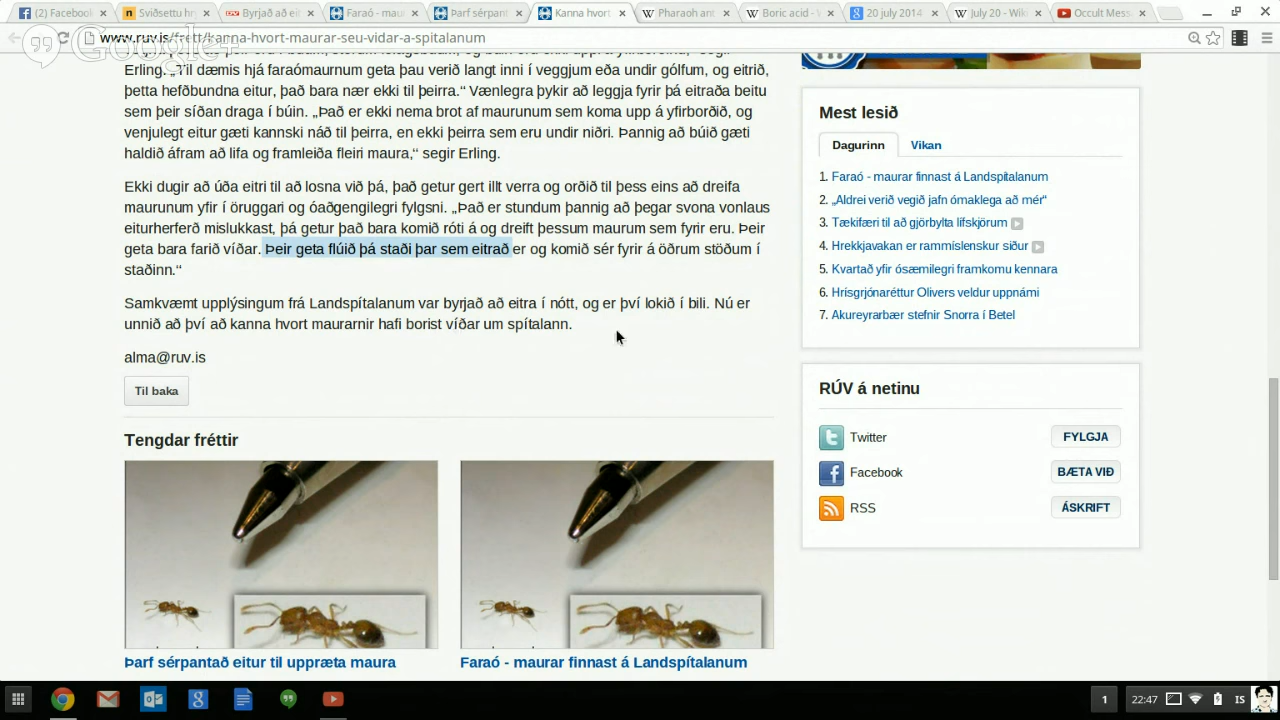 (2) Facebook
Sviðsettu hr
Byrjað að eit
Faraó - mau
Þarf sérpant
Kanna hvort
Pharaoh ant
Boric acid - W
20 july 2014
July 20 - Wiki
Occult Mess
www.ruv.is/frett/kanna-hvort-maurar-seu-vidar-a-spitalanum
Google+
Erling. „Til dæmis hjá faraómaurnum geta þau verið langt inni í veggjum eða undir gólfum, og eitrið,
þetta hefðbundna eitur, það bara nær ekki til þeirra.“ Vænlegra þykir að leggja fyrir þá eitraða beitu
sem þeir síðan draga í búin. „Það er ekki nema brot af maurunum sem koma upp á yfirborðið, og
venjulegt eitur gæti kannski náð til þeirra, en ekki þeirra sem eru undir niðri. Þannig að búið gæti
haldið áfram að lifa og framleiða fleiri maura,“ segir Erling.
Ekki dugir að úða eitri til að losna við þá, það getur gert illt verra og orðið til þess eins að dreifa
maurunum yfir í öruggari og óaðgengilegri fylgsni. „Það er stundum þannig að þegar svona vonlaus
eiturherferð mislukkast, þá getur það bara komið róti á og dreift þessum maurum sem fyrir eru. Þeir
geta bara farið víðar. Þeir geta flúið þá staði þar sem eitrað er og komið sér fyrir á öðrum stöðum í
staðinn.“
Samkvæmt upplýsingum frá Landspítalanum var byrjað að eitra í nótt, og er því lokið í bili. Nú er
unnið að því að kanna hvort maurarnir hafi borist víðar um spítalann.
alma@ruv.is
Til baka
Tengdar fréttir
Þarf sérpantað eitur til uppræta maura
Faraó - maurar finnast á Landspítalanum
Mest lesið
Dagurinn
Vikan
1. Faraó - maurar finnast á Landspítalanum
2. „Aldrei verið vegið jafn ómaklega að mér“
3. Tækifæri til að gjörbylta lífskjörum
4. Hrekkjavakan er rammíslenskur siður
5. Kvartað yfir ósæmilegri framkomu kennara
6. Hrisgrjónaréttur Olivers veldur uppnámi
7. Akureyrarbær stefnir Snorra í Betel
RÚV á netinu
Twitter
FYLGJA
Facebook
BÆTA VIÐ
RSS
ÁSKRIFT
1
22:47
IS